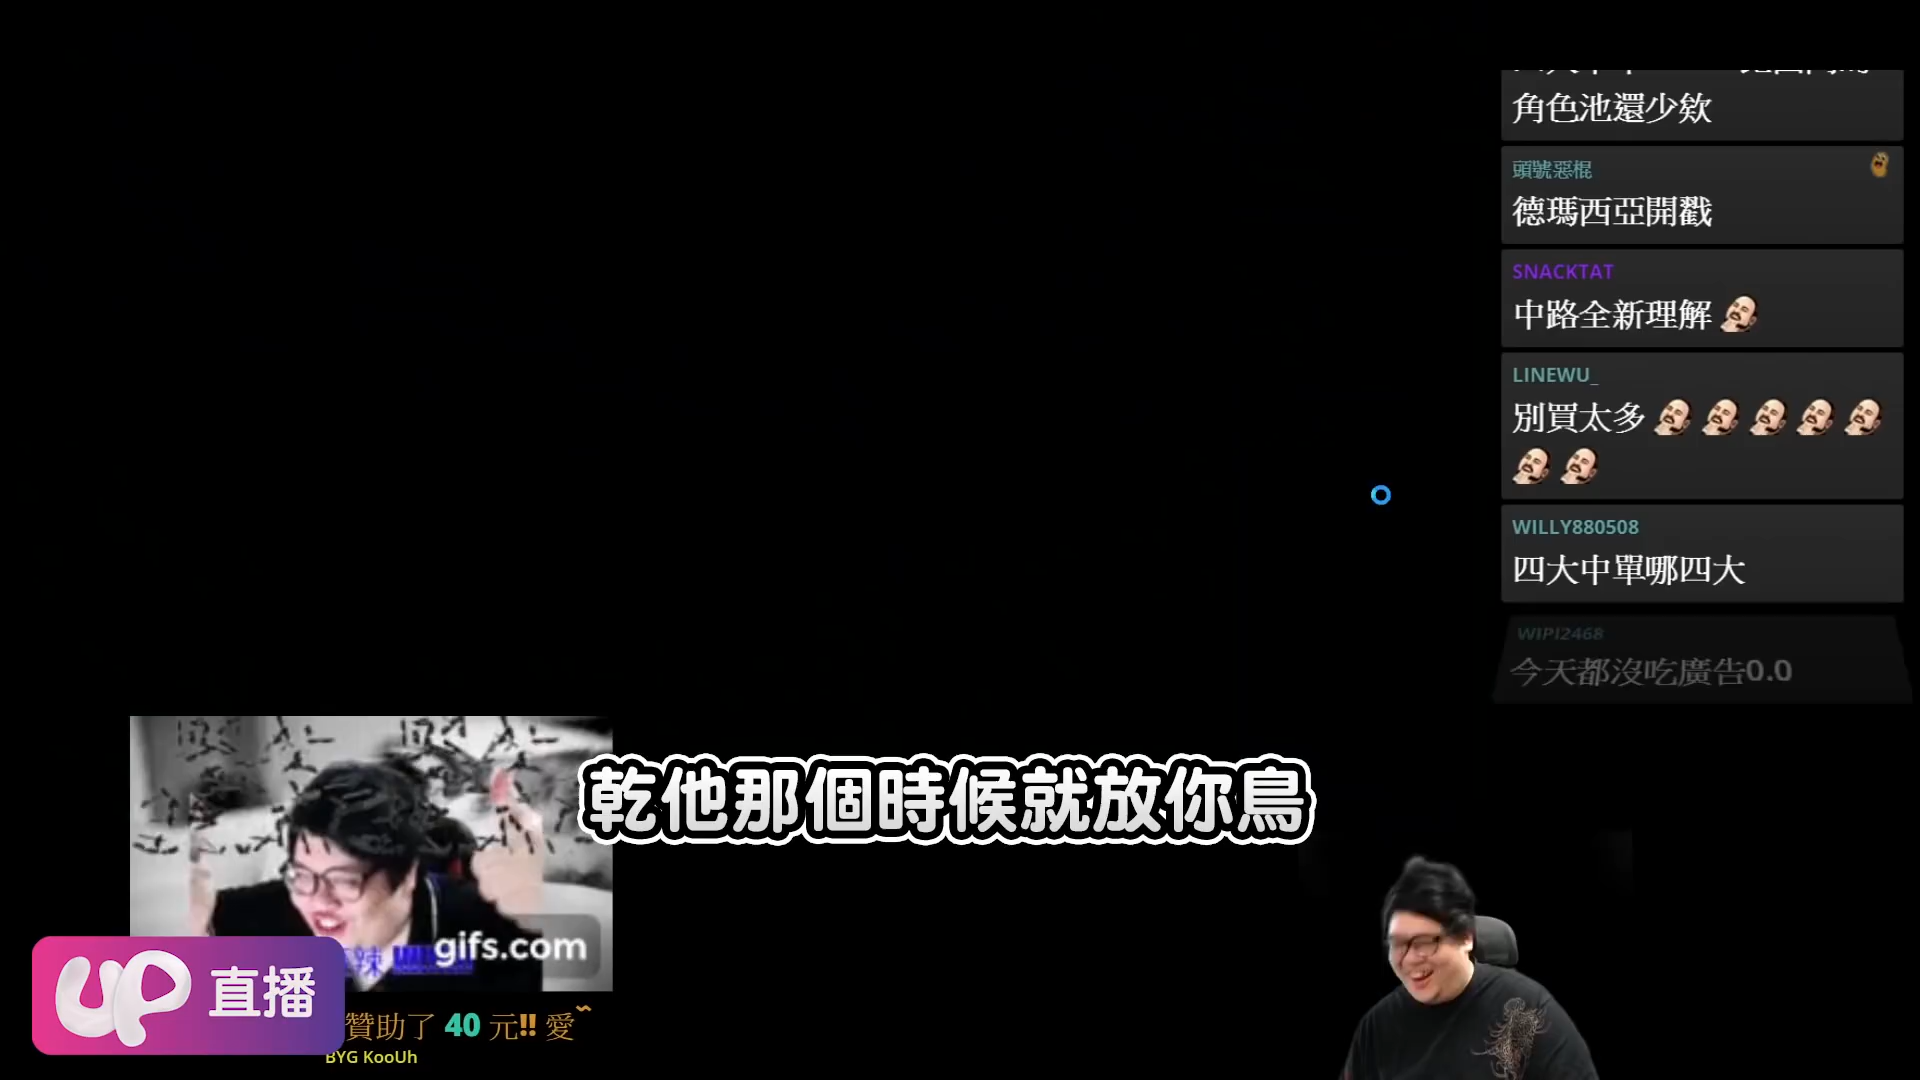 角色池還少欸
頭號惡棍
德瑪西亞開戳
SNACKTAT
中路全新理解
LINEWU_
別買太多
WILLY880508
四大中單哪四大
WIPI2468
今天都沒吃廣告0.0
乾他那個時候就放你鳥
辣
gifs.com
UP 直播
贊助了 40 元!! 愛~
BYG KooUh